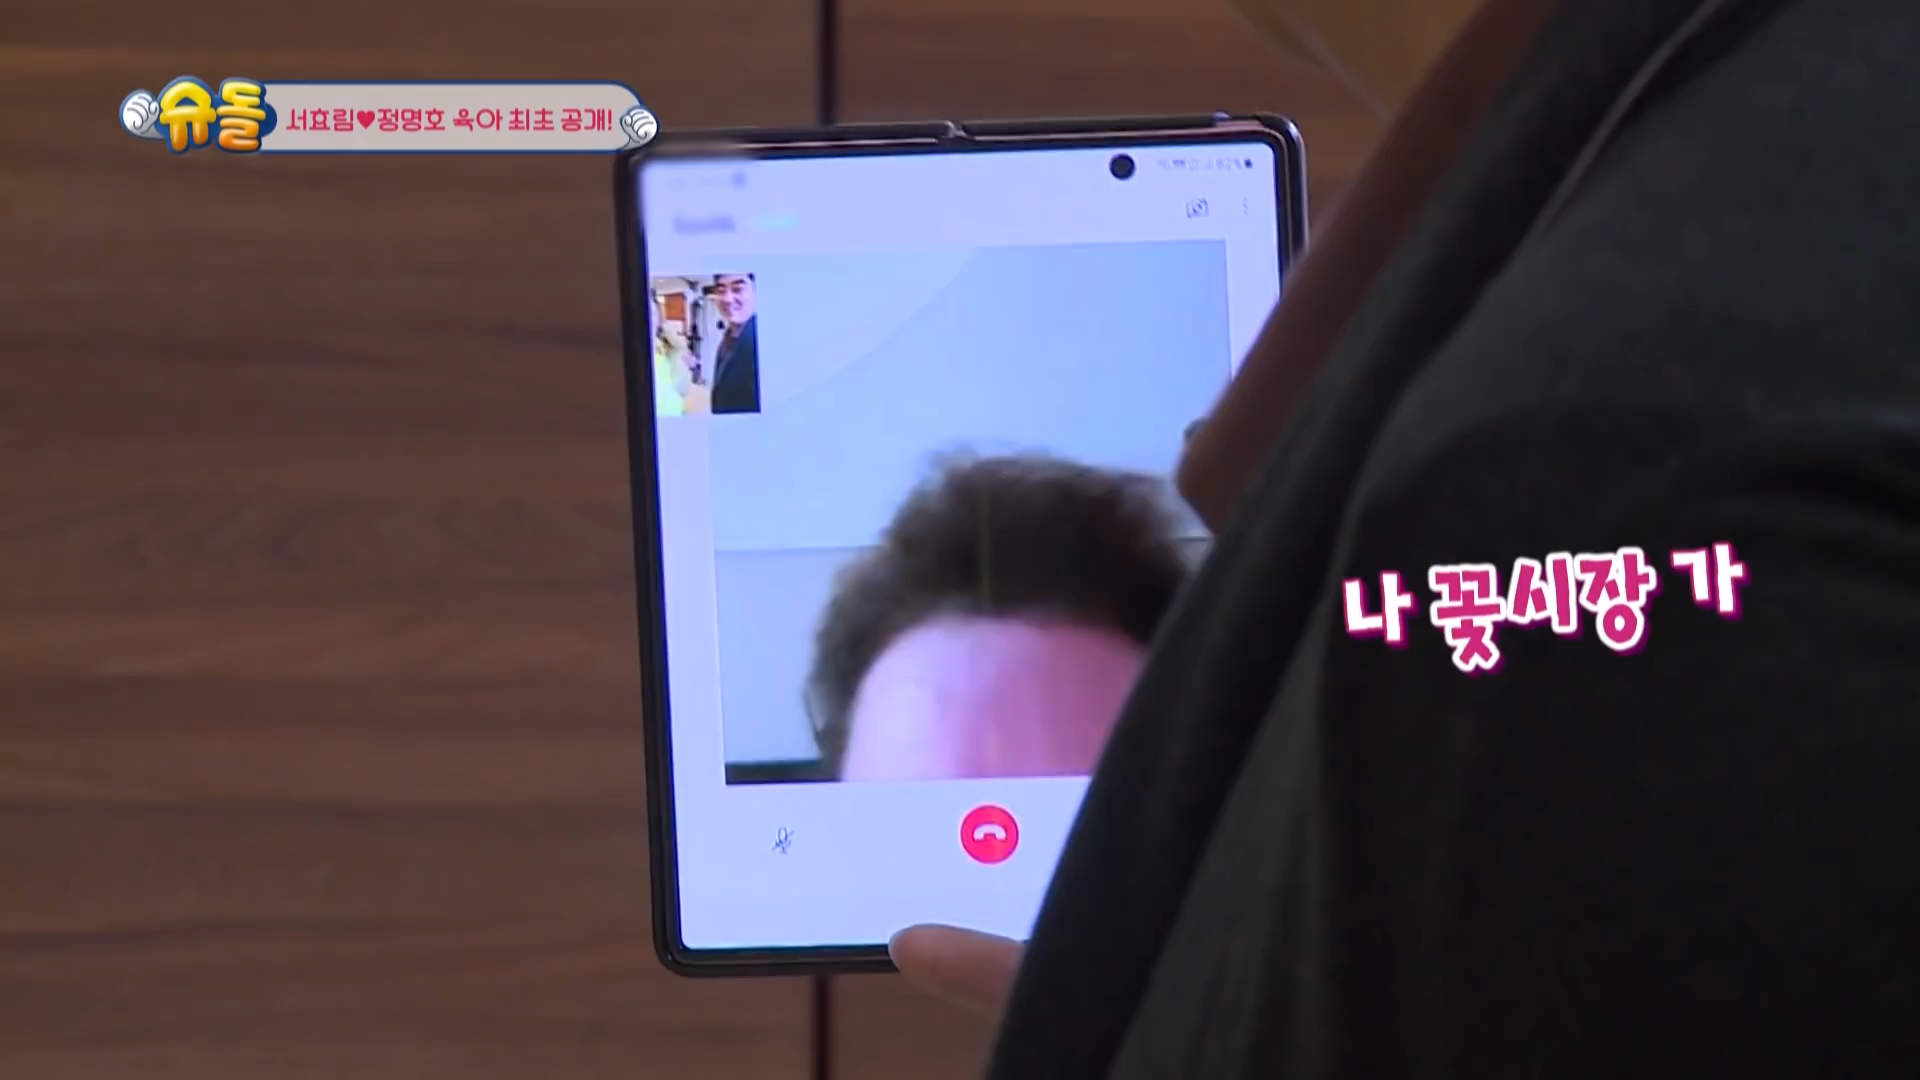 슈돌
서효림♥정명호 육아 최초 공개!
나 꽃시장 가